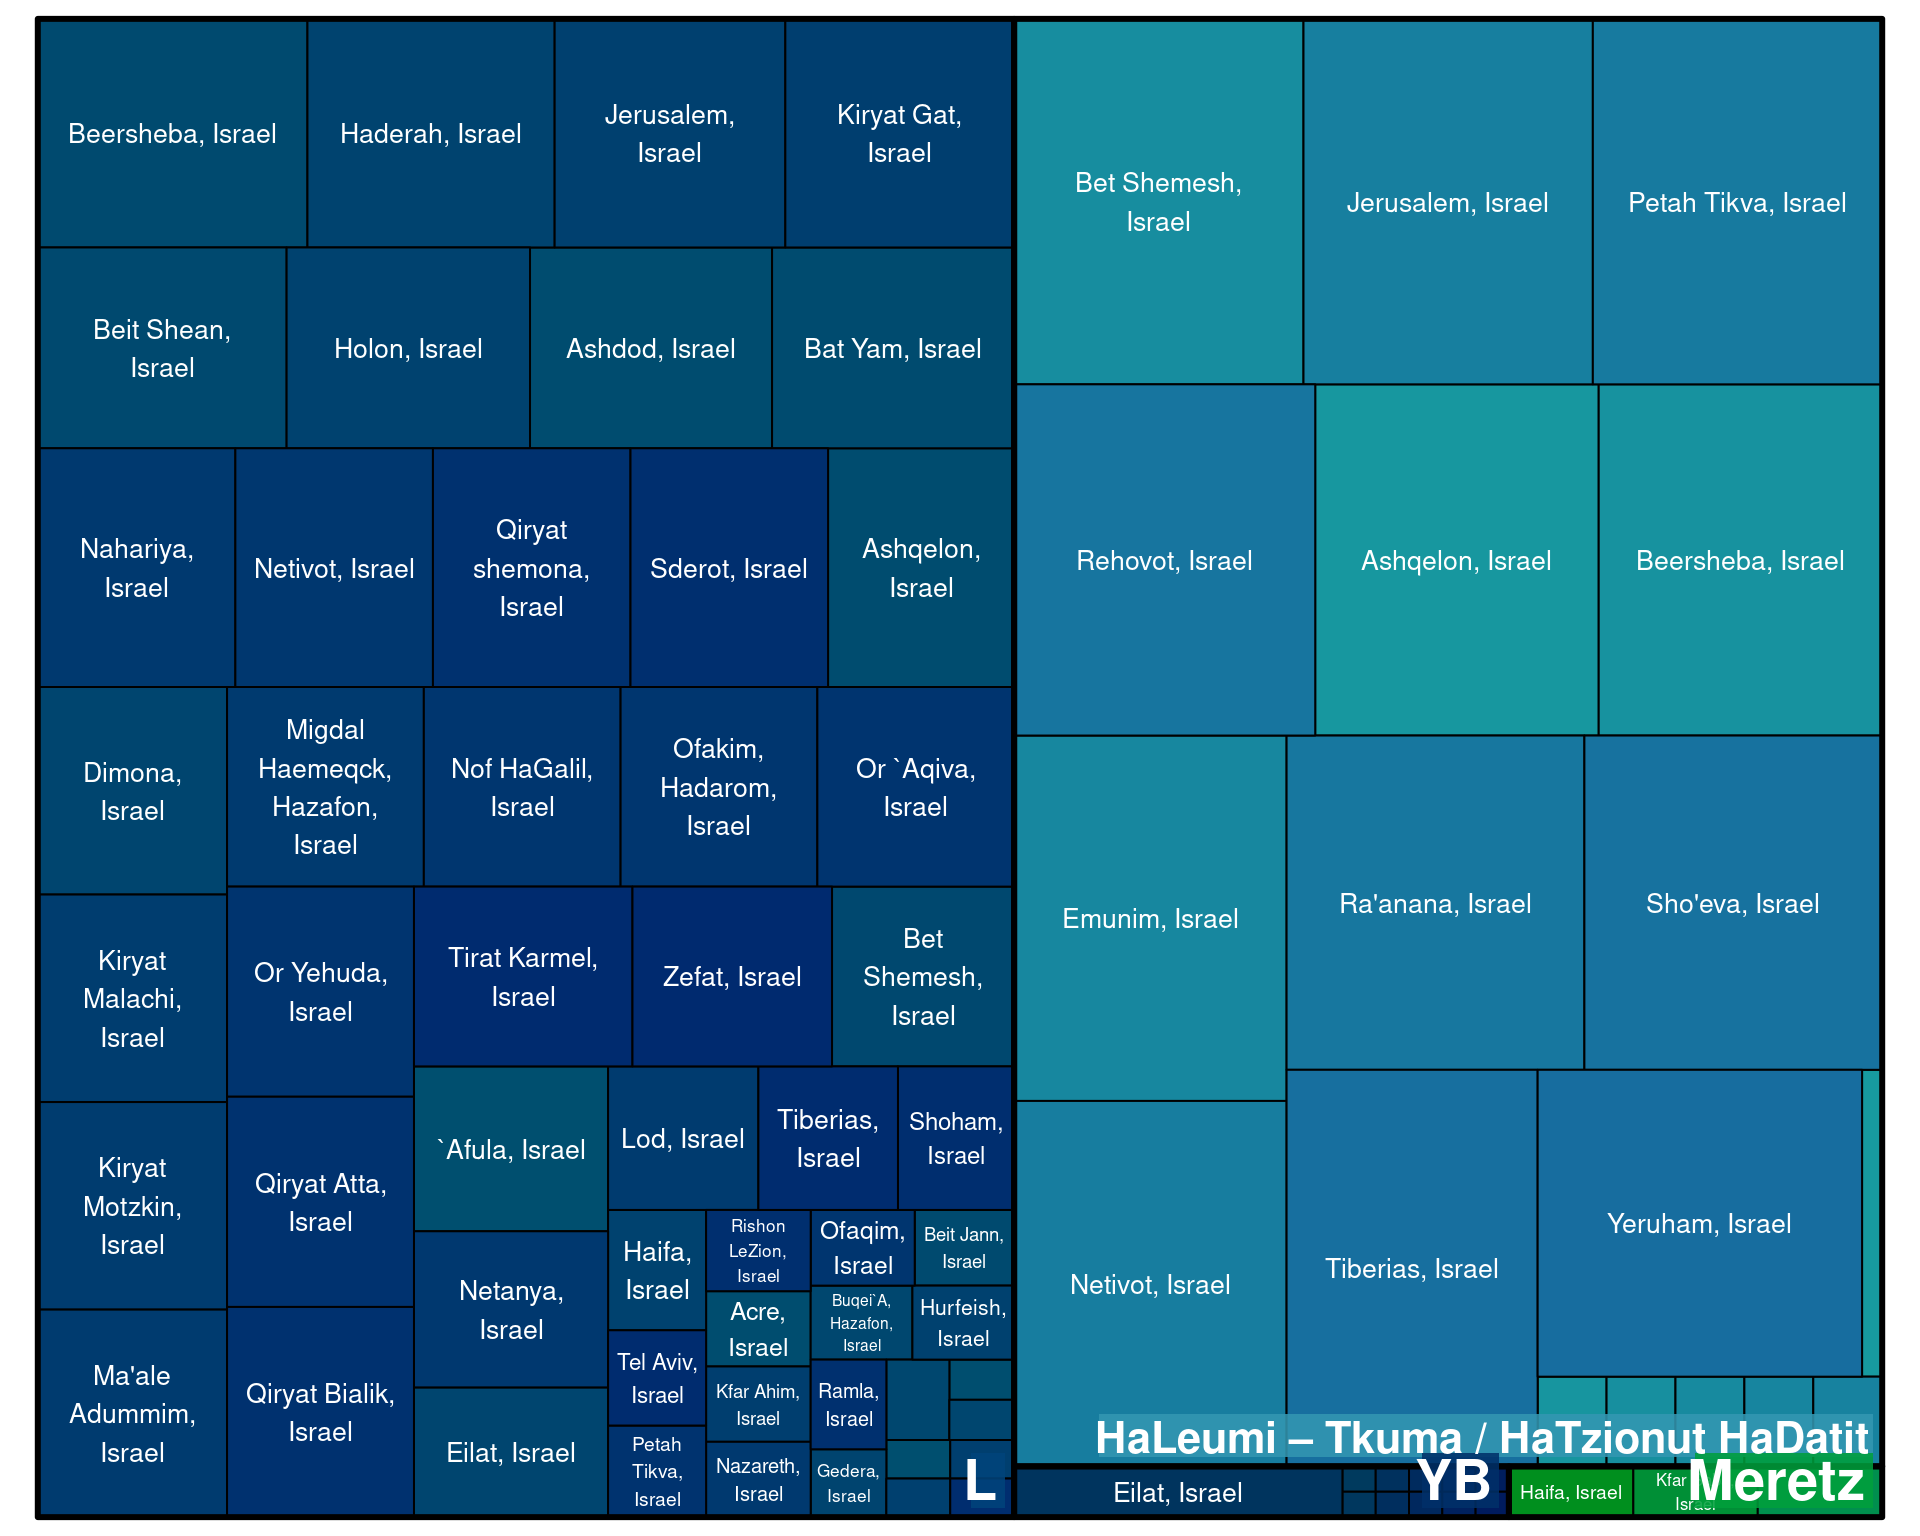 Beersheba, Israel
Haderah, Israel
Jerusalem,
Israel
Kiryat Gat,
Israel
Beit Shean,
Israel
Holon, Israel
Ashdod, Israel
Bat Yam, Israel
Nahariya,
Israel
Netivot, Israel
Qiryat
shemona,
Israel
Sderot, Israel
Ashqelon,
Israel
Dimona,
Israel
Migdal
Haemeqck,
Hazafon,
Israel
Nof HaGalil,
Israel
Ofakim,
Hadarom,
Israel
Or `Aqiva,
Israel
Kiryat
Malachi,
Israel
Or Yehuda,
Israel
Tirat Karmel,
Israel
Zefat, Israel
Bet
Shemesh,
Israel
Kiryat
Motzkin,
Israel
Qiryat Atta,
Israel
`Afula, Israel
Lod, Israel
Tiberias,
Israel
Shoham,
Israel
Ma'ale
Adummim,
Israel
Qiryat Bialik,
Israel
Netanya,
Israel
Eilat, Israel
Haifa,
Israel
Tel Aviv,
Israel
Petah
Tikva,
Israel
Rishon
LeZion,
Israel
Acre,
Israel
Kfar Ahim,
Israel
Nazareth,
Israel
Ofaqim,
Israel
Beit Jann,
Israel
Buqei`A,
Hazafon,
Israel
Hurfeish,
Israel
Ramla,
Israel
Gedera,
Israel
L
Bet Shemesh,
Israel
Jerusalem, Israel
Petah Tikva, Israel
Rehovot, Israel
Ashqelon, Israel
Beersheba, Israel
Emunim, Israel
Ra'anana, Israel
Sho'eva, Israel
Netivot, Israel
Tiberias, Israel
Yeruham, Israel
HaLeumi – Tkuma / HaTzionut HaDatit
Eilat, Israel
YB
Haifa, Israel
Kfar
Israel
Meretz